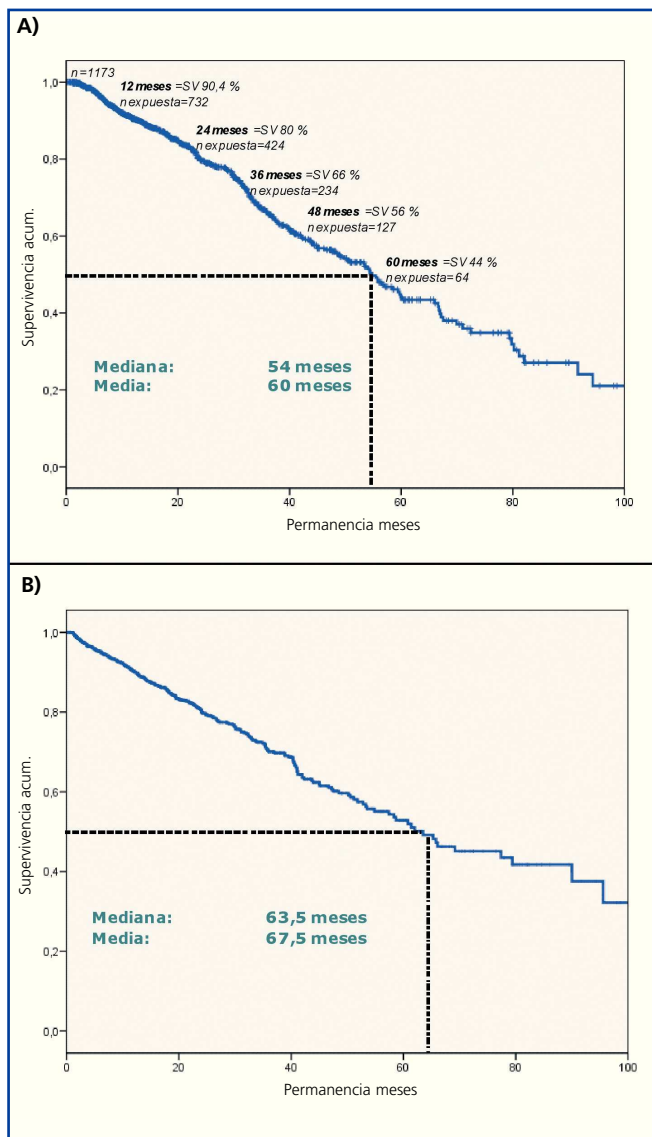 A)
n=1173
12 meses =SV 90,4 %
n expuesta=732
24 meses =SV 80 %
n expuesta=424
36 meses =SV 66 %
n expuesta=234
48 meses =SV 56 %
n expuesta=127
60 meses =SV 44 %
n expuesta=64
1,0
0,8
0,6
0,4
0,2
0,0
Supervivencia acum.
Mediana: 54 meses
Media: 60 meses
0 20 40 60 80 100
Permanencia meses
B)
1,0
0,8
0,6
0,4
0,2
0,0
Supervivencia acum.
Mediana: 63,5 meses
Media: 67,5 meses
0 20 40 60 80 100
Permanencia meses